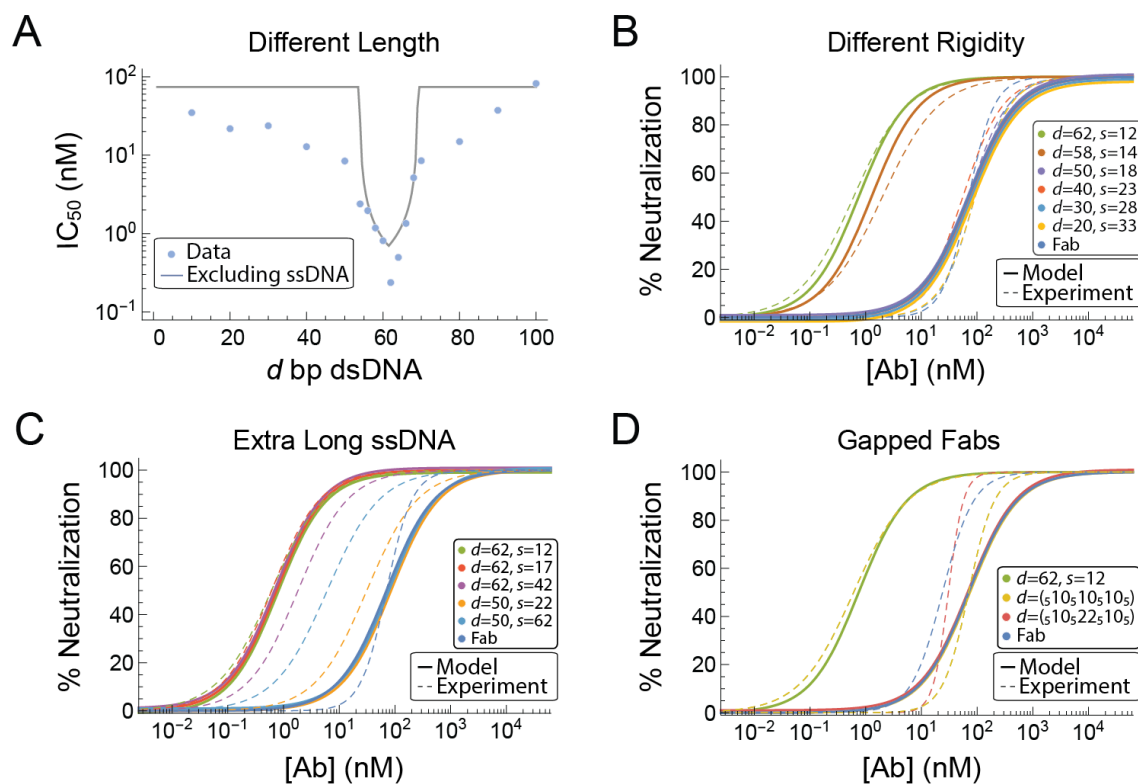 A
Different Length
IC₅₀ (nM)
10²
10¹
10⁰
10⁻¹
Data
Excluding ssDNA
0 20 40 60 80 100
d bp dsDNA
B
Different Rigidity
% Neutralization
100
80
60
40
20
0
d=62, s=12
d=58, s=14
d=50, s=18
d=40, s=23
d=30, s=28
d=20, s=33
Fab
Model
Experiment
10⁻² 10⁻¹ 10⁰ 10¹ 10² 10³ 10⁴
[Ab] (nM)
C
Extra Long ssDNA
% Neutralization
100
80
60
40
20
0
d=62, s=12
d=62, s=17
d=62, s=42
d=50, s=22
d=50, s=62
Fab
Model
Experiment
10⁻² 10⁻¹ 10⁰ 10¹ 10² 10³ 10⁴
[Ab] (nM)
D
Gapped Fabs
% Neutralization
100
80
60
40
20
0
d=62, s=12
d=(₅10₅10₅10₅10₅)
d=(₅10₅22₅10₅)
Fab
Model
Experiment
10⁻² 10⁻¹ 10⁰ 10¹ 10² 10³ 10⁴
[Ab] (nM)